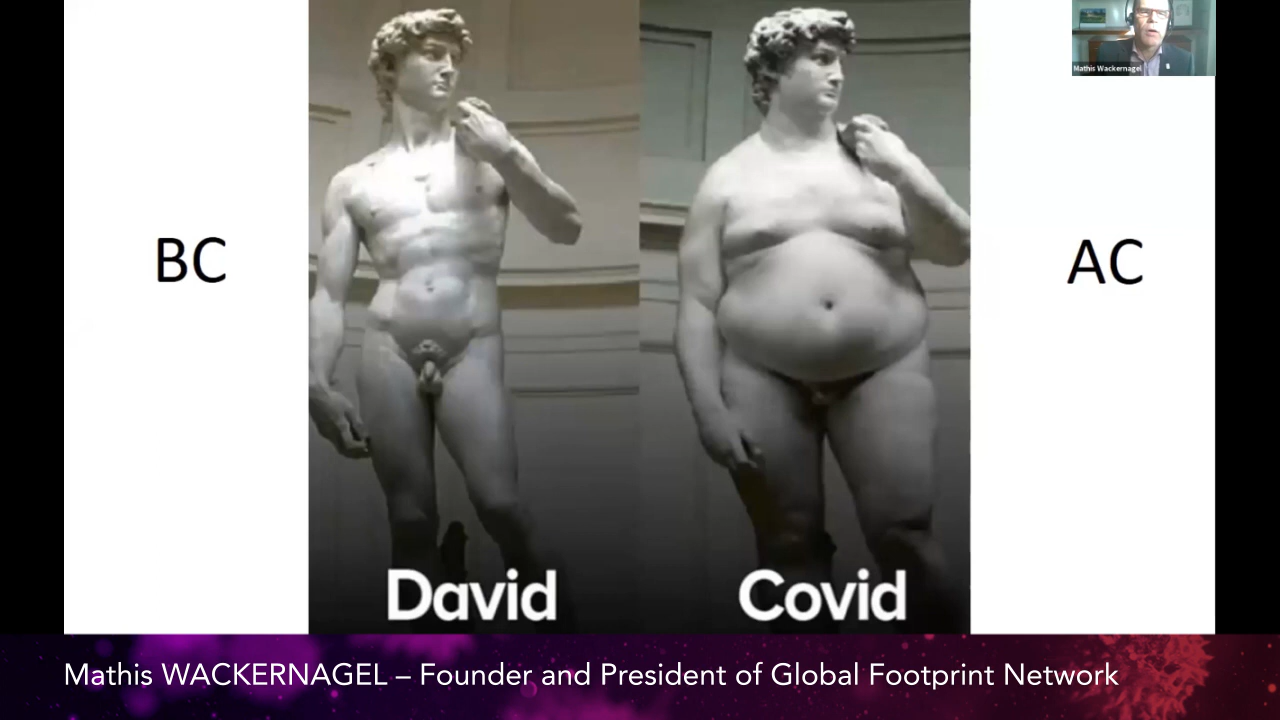 Mathis Wackernagel
BC
AC
David
Covid
Mathis WACKERNAGEL – Founder and President of Global Footprint Network